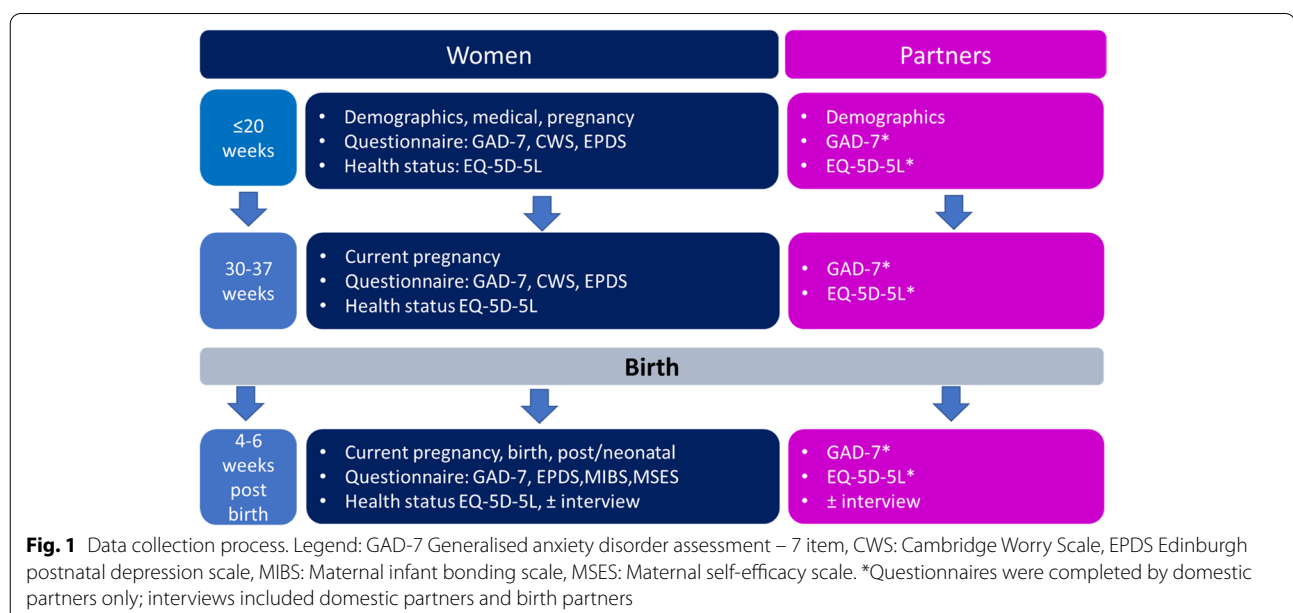 Women
Partners
≤20
weeks
• Demographics, medical, pregnancy
• Questionnaire: GAD-7, CWS, EPDS
• Health status: EQ-5D-5L
• Demographics
• GAD-7*
• EQ-5D-5L*
30-37
weeks
• Current pregnancy
• Questionnaire: GAD-7, CWS, EPDS
• Health status EQ-5D-5L
• GAD-7*
• EQ-5D-5L*
Birth
4-6
weeks
post
birth
• Current pregnancy, birth, post/neonatal
• Questionnaire: GAD-7, EPDS,MIBS,MSES
• Health status EQ-5D-5L, ± interview
• GAD-7*
• EQ-5D-5L*
• ± interview
Fig. 1 Data collection process. Legend: GAD-7 Generalised anxiety disorder assessment – 7 item, CWS: Cambridge Worry Scale, EPDS Edinburgh
postnatal depression scale, MIBS: Maternal infant bonding scale, MSES: Maternal self-efficacy scale. *Questionnaires were completed by domestic
partners only; interviews included domestic partners and birth partners